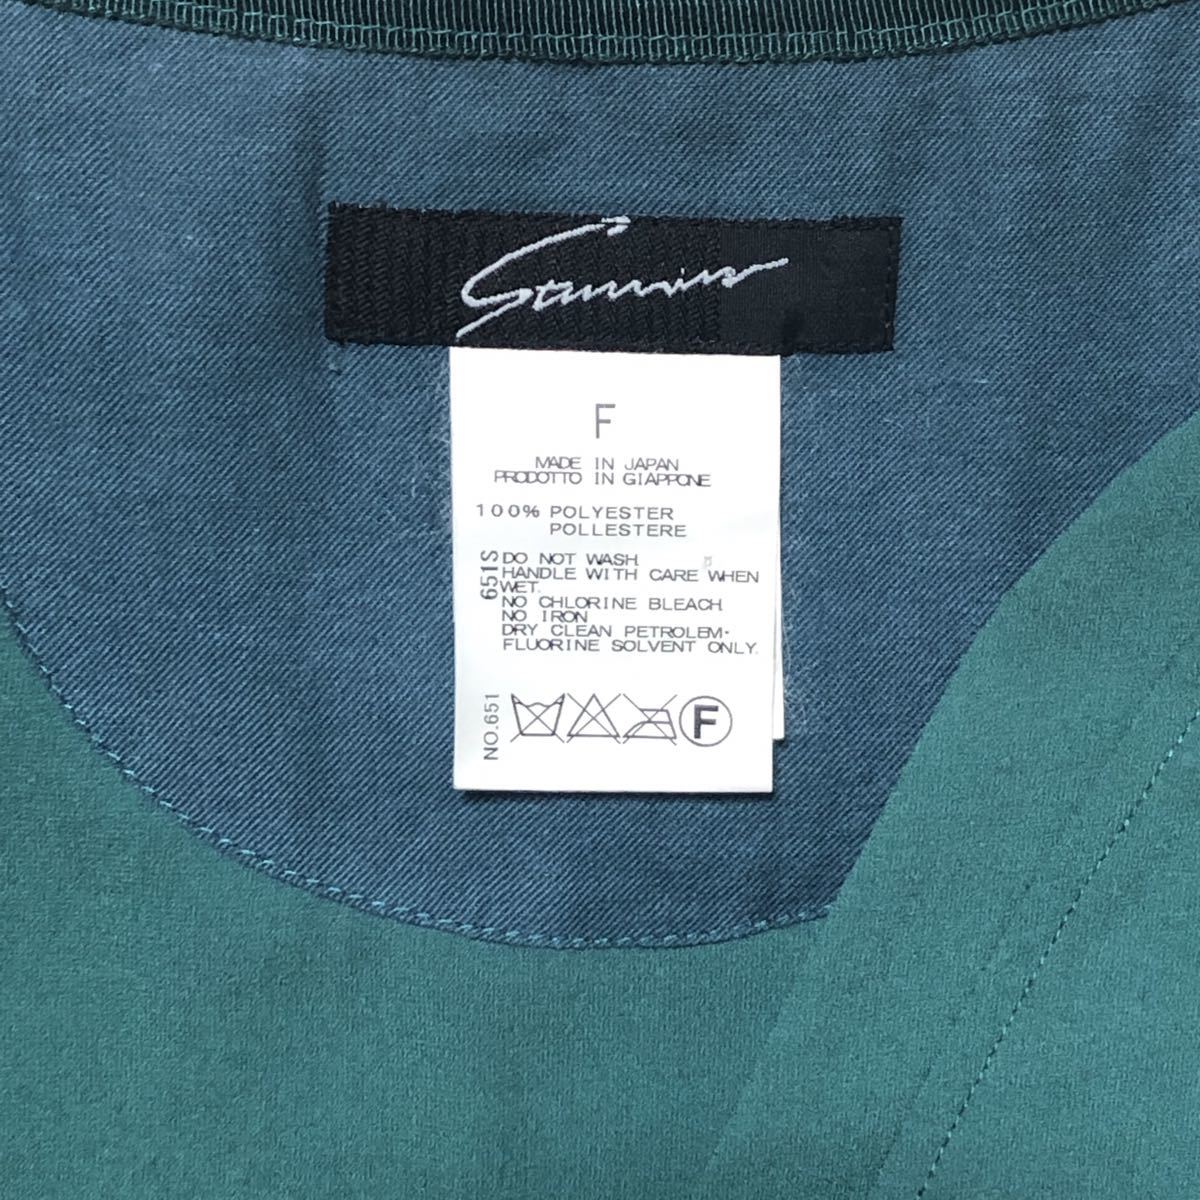 F
MADE IN JAPAN
PRODOTTO IN GIAPPONE
100% POLYESTER
POLLESTERE
651S
DO NOT WASH
HANDLE WITH CARE WHEN
WET.
NO CHLORINE BLEACH
NO IRON
DRY CLEAN PETROLEM-
FLUORINE SOLVENT ONLY.
NO.651
F